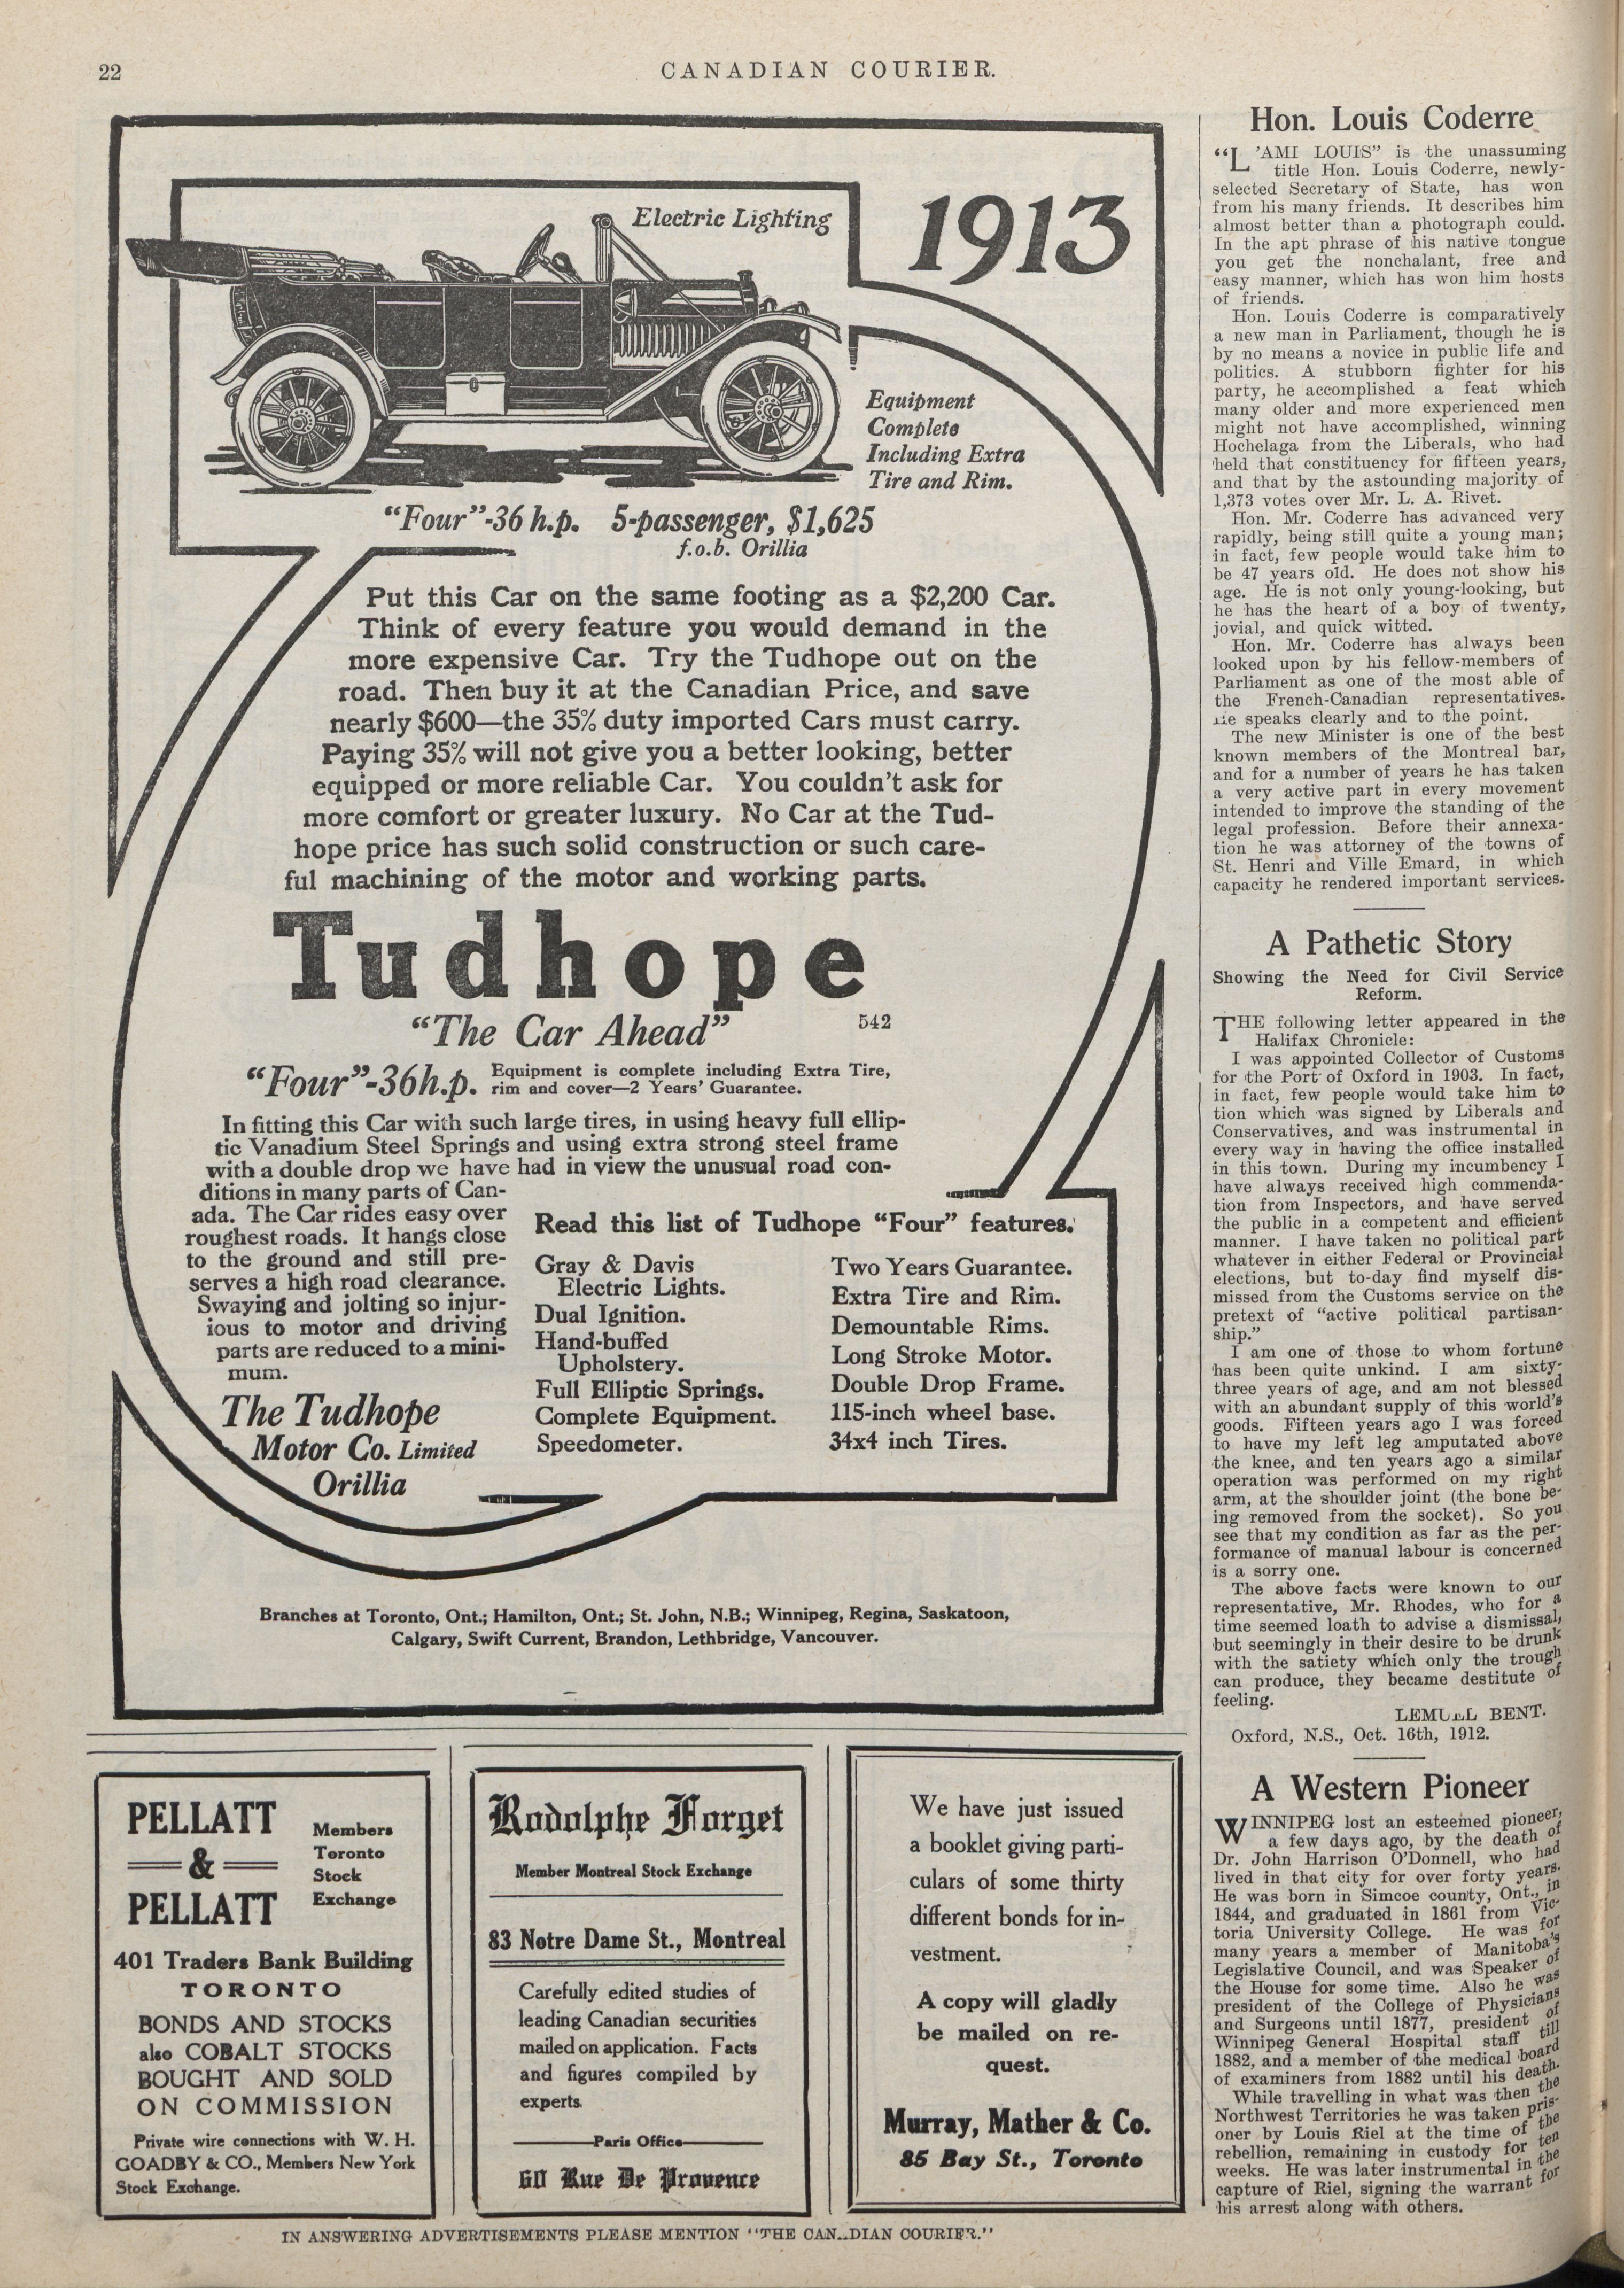 22
CANADIAN COURIER.
Electric Lighting
1913
Equipment
Complete
Including Extra
Tire and Rim.
"Four"-36 h.p. 5-passenger, $1,625
f.o.b. Orillia
Put this Car on the same footing as a $2,200 Car.
Think of every feature you would demand in the
more expensive Car. Try the Tudhope out on the
road. Then buy it at the Canadian Price, and save
nearly $600—the 35% duty imported Cars must carry.
Paying 35% will not give you a better looking, better
equipped or more reliable Car. You couldn't ask for
more comfort or greater luxury. No Car at the Tud-
hope price has such solid construction or such care-
ful machining of the motor and working parts.
Tudhope
"The Car Ahead"
542
"Four"-36h.p.
Equipment is complete including Extra Tire,
rim and cover—2 Years' Guarantee.
In fitting this Car with such large tires, in using heavy full ellip-
tic Vanadium Steel Springs and using extra strong steel frame
with a double drop we have had in view the unusual road con-
ditions in many parts of Can-
ada. The Car rides easy over
roughest roads. It hangs close
to the ground and still pre-
serves a high road clearance.
Swaying and jolting so injur-
ious to motor and driving
parts are reduced to a mini-
mum.
The Tudhope
Motor Co. Limited
Orillia
Read this list of Tudhope "Four" features.
Gray & Davis
Electric Lights.
Dual Ignition.
Hand-buffed
Upholstery.
Full Elliptic Springs.
Complete Equipment.
Speedometer.
Two Years Guarantee.
Extra Tire and Rim.
Demountable Rims.
Long Stroke Motor.
Double Drop Frame.
115-inch wheel base.
34x4 inch Tires.
Branches at Toronto, Ont.; Hamilton, Ont.; St. John, N.B.; Winnipeg, Regina, Saskatoon,
Calgary, Swift Current, Brandon, Lethbridge, Vancouver.
PELLATT
&
PELLATT
Members
Toronto
Stock
Exchange
401 Traders Bank Building
TORONTO
BONDS AND STOCKS
also COBALT STOCKS
BOUGHT AND SOLD
ON COMMISSION
Private wire connections with W. H.
GOADBY & CO., Members New York
Stock Exchange.
Rodolphe Forget
Member Montreal Stock Exchange
83 Notre Dame St., Montreal
Carefully edited studies of
leading Canadian securities
mailed on application. Facts
and figures compiled by
experts.
Paris Office
60 Rue De Provence
We have just issued
a booklet giving parti-
culars of some thirty
different bonds for in-
vestment.
A copy will gladly
be mailed on re-
quest.
Murray, Mather & Co.
85 Bay St., Toronto
Hon. Louis Coderre
"L'AMI LOUIS" is the unassuming
title Hon. Louis Coderre, newly-
selected Secretary of State, has won
from his many friends. It describes him
almost better than a photograph could.
In the apt phrase of his native tongue
you get the nonchalant, free and
easy manner, which has won him hosts
of friends.
Hon. Louis Coderre is comparatively
a new man in Parliament, though he is
by no means a novice in public life and
politics. A stubborn fighter for his
party, he accomplished a feat which
many older and more experienced men
might not have accomplished, winning
Hochelaga from the Liberals, who had
held that constituency for fifteen years,
and that by the astounding majority of
1,373 votes over Mr. L. A. Rivet.
Hon. Mr. Coderre has advanced very
rapidly, being still quite a young man;
in fact, few people would take him to
be 47 years old. He does not show his
age. He is not only young-looking, but
he has the heart of a boy of twenty,
jovial, and quick witted.
Hon. Mr. Coderre has always been
looked upon by his fellow-members of
Parliament as one of the most able of
the French-Canadian representatives.
He speaks clearly and to the point.
The new Minister is one of the best
known members of the Montreal bar,
and for a number of years he has taken
a very active part in every movement
intended to improve the standing of the
legal profession. Before their annexa-
tion he was attorney of the towns of
St. Henri and Ville Emard, in which
capacity he rendered important services.
A Pathetic Story
Showing the Need for Civil Service
Reform.
THE following letter appeared in the
Halifax Chronicle:
I was appointed Collector of Customs
for the Port of Oxford in 1903. In fact,
in fact, few people would take him to
tion which was signed by Liberals and
Conservatives, and was instrumental in
every way in having the office installed
in this town. During my incumbency I
have always received high commenda-
tion from Inspectors, and have served
the public in a competent and efficient
manner. I have taken no political part
whatever in either Federal or Provincial
elections, but to-day find myself dis-
missed from the Customs service on the
pretext of "active political partisan-
ship."
I am one of those to whom fortune
has been quite unkind. I am sixty-
three years of age, and am not blessed
with an abundant supply of this world's
goods. Fifteen years ago I was forced
to have my left leg amputated above
the knee, and ten years ago a similar
operation was performed on my right
arm, at the shoulder joint (the bone be-
ing removed from the socket). So you
see that my condition as far as the per-
formance of manual labour is concerned
is a sorry one.
The above facts were known to our
representative, Mr. Rhodes, who for a
time seemed loath to advise a dismissal,
but seemingly in their desire to be drunk
with the satiety which only the trough
can produce, they became destitute of
feeling.
LEMUEL BENT.
Oxford, N.S., Oct. 16th, 1912.
A Western Pioneer
WINNIPEG lost an esteemed pioneer,
a few days ago, by the death of
Dr. John Harrison O'Donnell, who had
lived in that city for over forty years.
He was born in Simcoe county, Ont., in
1844, and graduated in 1861 from Vic-
toria University College. He was for
many years a member of Manitoba's
Legislative Council, and was Speaker of
the House for some time. Also he was
president of the College of Physicians
and Surgeons until 1877, president of
Winnipeg General Hospital staff till
1882, and a member of the medical board
of examiners from 1882 until his death.
While travelling in what was then the
Northwest Territories he was taken pris-
oner by Louis Riel at the time of the
rebellion, remaining in custody for ten
weeks. He was later instrumental in the
capture of Riel, signing the warrant for
his arrest along with others.
IN ANSWERING ADVERTISEMENTS PLEASE MENTION "THE CANADIAN COURIER."